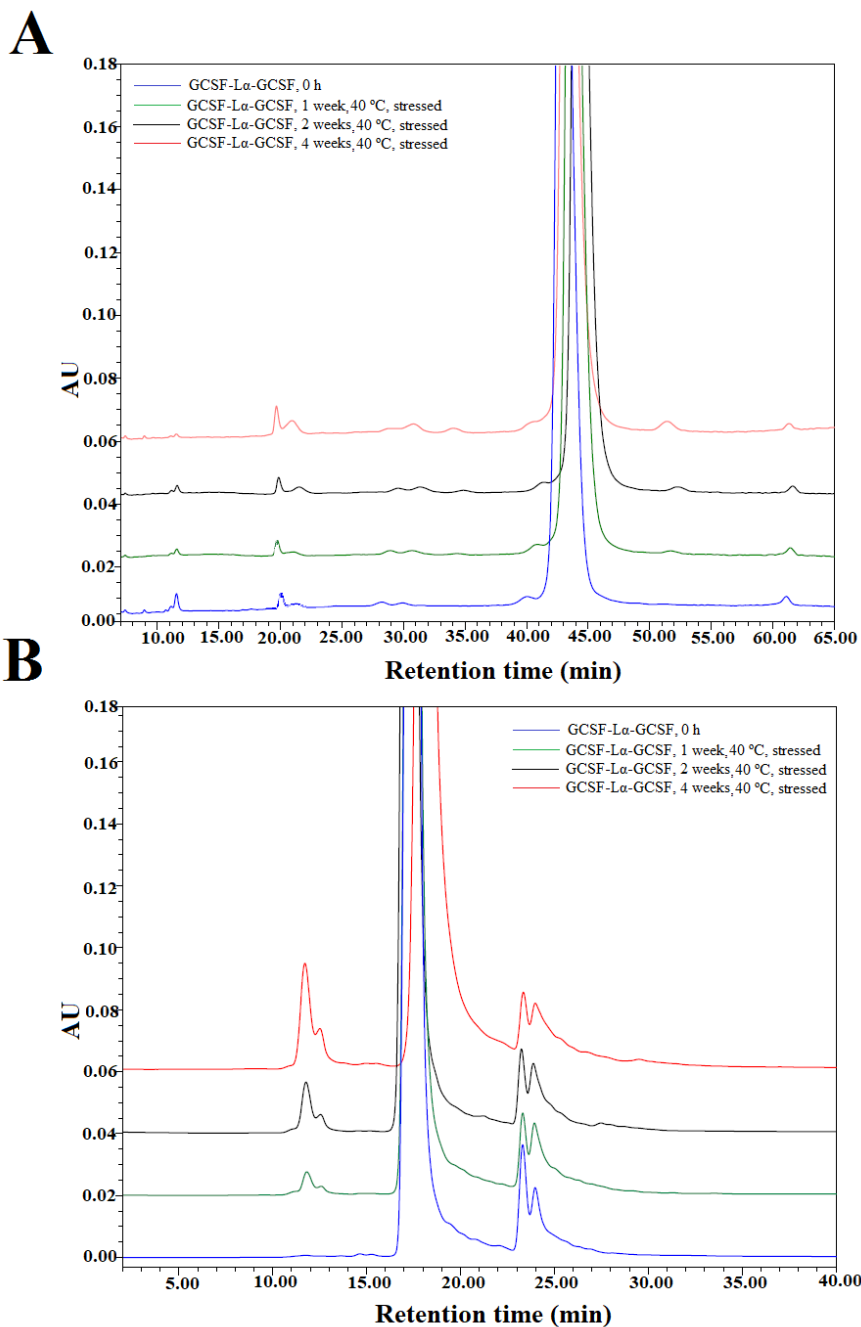 A
0.18
0.16
0.14
0.12
0.10
0.08
0.06
0.04
0.02
0.00
AU
GCSF-Lα-GCSF, 0 h
GCSF-Lα-GCSF, 1 week,40 ℃, stressed
GCSF-Lα-GCSF, 2 weeks,40 ℃, stressed
GCSF-Lα-GCSF, 4 weeks,40 ℃, stressed
10.00 15.00 20.00 25.00 30.00 35.00 40.00 45.00 50.00 55.00 60.00 65.00
Retention time (min)
B
0.18
0.16
0.14
0.12
0.10
0.08
0.06
0.04
0.02
0.00
AU
GCSF-Lα-GCSF, 0 h
GCSF-Lα-GCSF, 1 week,40 ℃, stressed
GCSF-Lα-GCSF, 2 weeks,40 ℃, stressed
GCSF-Lα-GCSF, 4 weeks,40 ℃, stressed
5.00 10.00 15.00 20.00 25.00 30.00 35.00 40.00
Retention time (min)